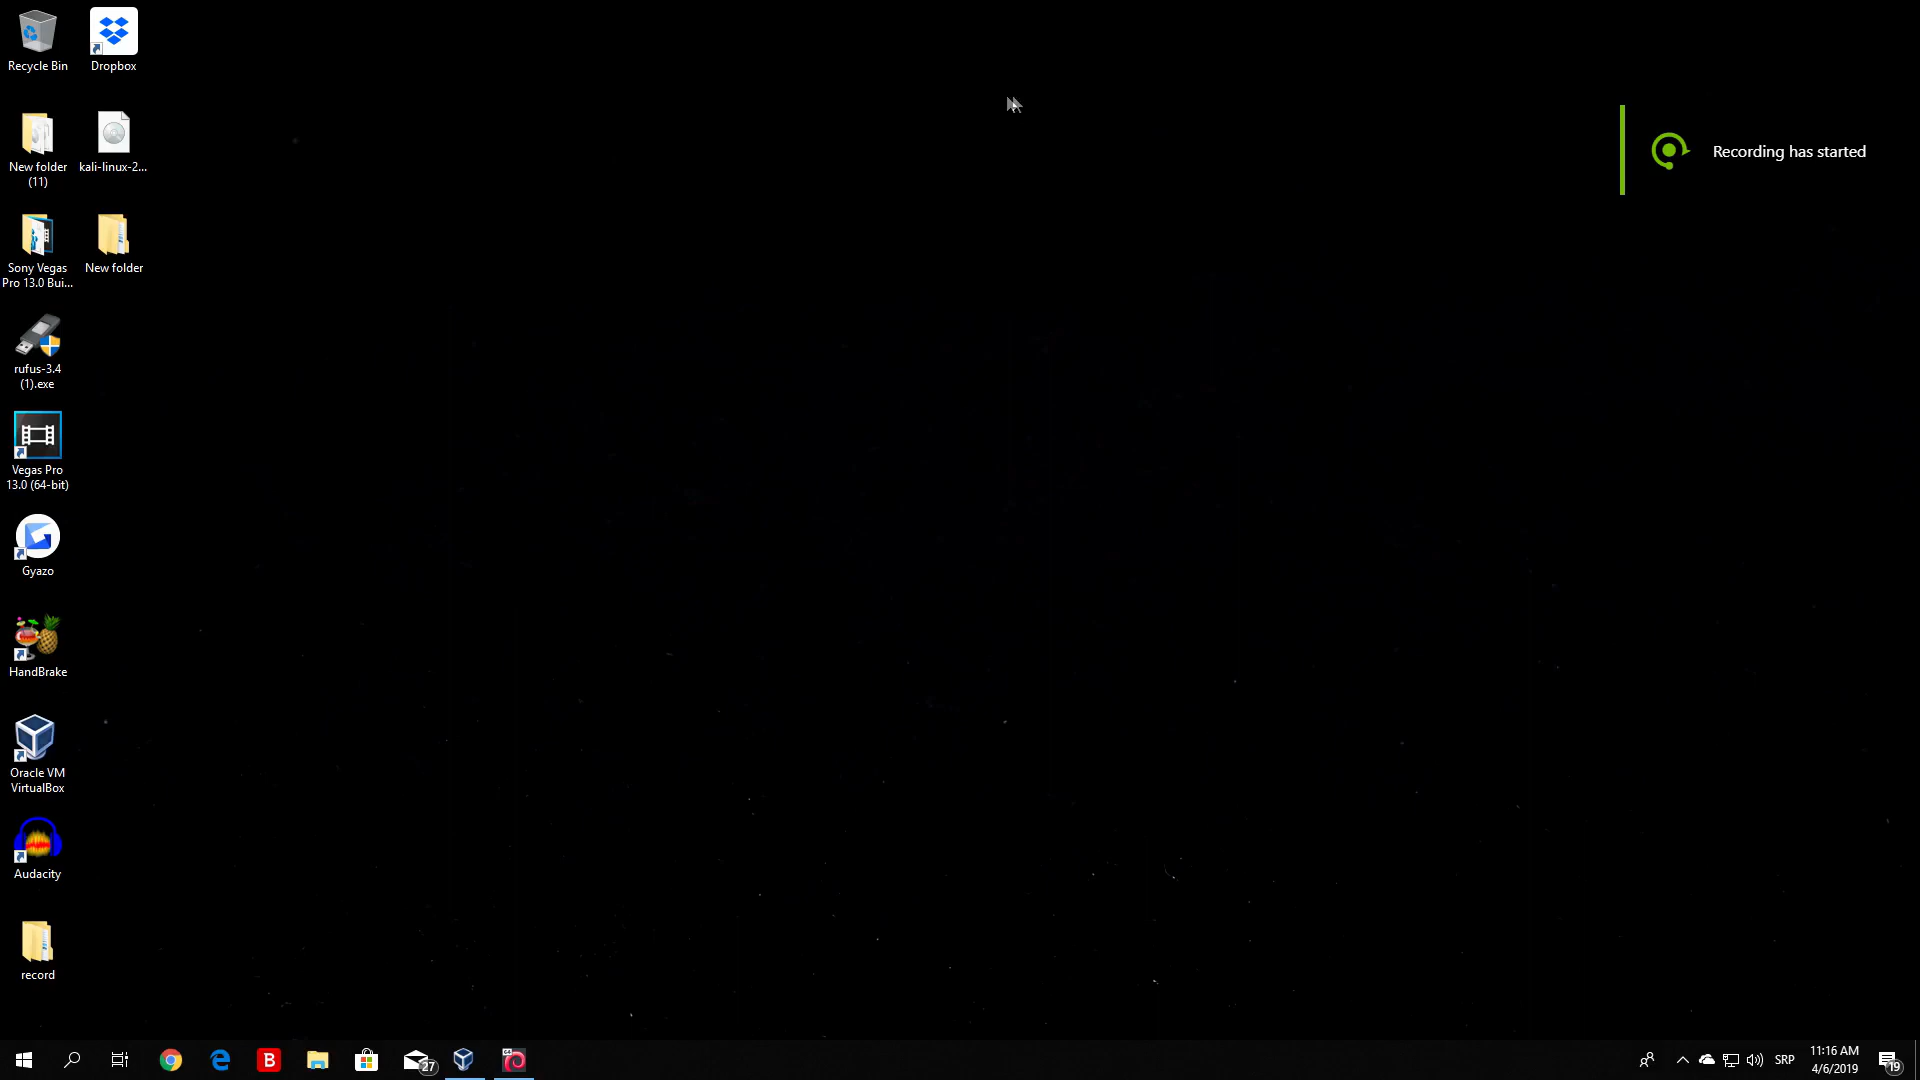 Recycle Bin
Dropbox
New folder
(11)
kali-linux-2...
Sony Vegas
Pro 13.0 Bui...
New folder
rufus-3.4
(1).exe
Vegas Pro
13.0 (64-bit)
Gyazo
HandBrake
Oracle VM
VirtualBox
Audacity
record
Recording has started
B
27
64
SRP
11:16 AM
4/6/2019
19